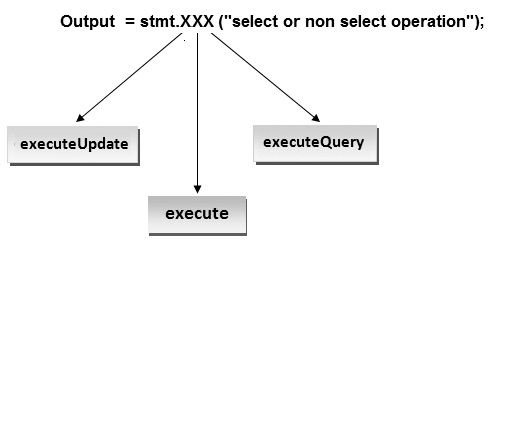 Output = stmt.XXX ("select or non select operation");
executeUpdate
executeQuery
execute